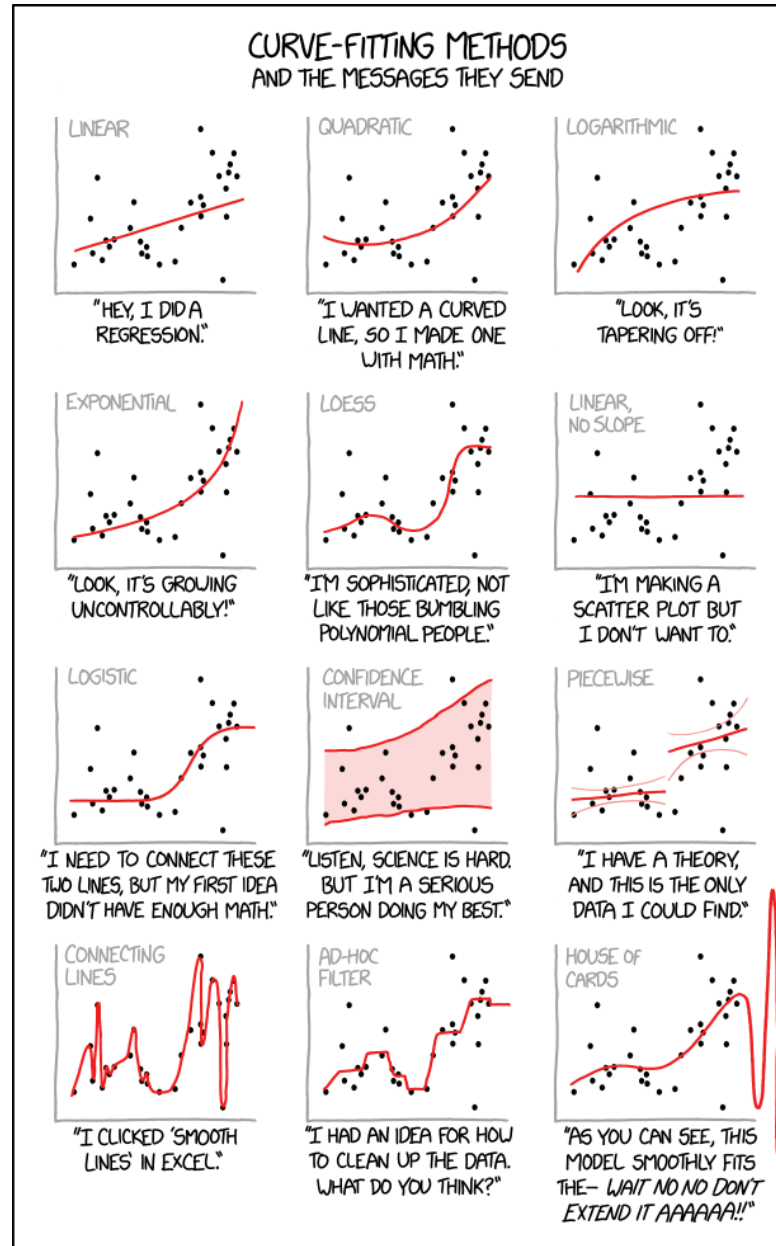 CURVE-FITTING METHODS
AND THE MESSAGES THEY SEND
LINEAR
"HEY, I DID A
REGRESSION."
QUADRATIC
"I WANTED A CURVED
LINE, SO I MADE ONE
WITH MATH."
LOGARITHMIC
"LOOK, IT'S
TAPERING OFF!"
EXPONENTIAL
"LOOK, IT'S GROWING
UNCONTROLLABLY!"
LOESS
"I'M SOPHISTICATED, NOT
LIKE THOSE BUMBLING
POLYNOMIAL PEOPLE."
LINEAR,
NO SLOPE
"I'M MAKING A
SCATTER PLOT BUT
I DON'T WANT TO."
LOGISTIC
"I NEED TO CONNECT THESE
TWO LINES, BUT MY FIRST IDEA
DIDN'T HAVE ENOUGH MATH."
CONFIDENCE
INTERVAL
"LISTEN, SCIENCE IS HARD.
BUT I'M A SERIOUS
PERSON DOING MY BEST."
PIECEWISE
"I HAVE A THEORY,
AND THIS IS THE ONLY
DATA I COULD FIND."
CONNECTING
LINES
"I CLICKED 'SMOOTH
LINES' IN EXCEL."
AD-HOC
FILTER
"I HAD AN IDEA FOR HOW
TO CLEAN UP THE DATA.
WHAT DO YOU THINK?"
HOUSE OF
CARDS
"AS YOU CAN SEE, THIS
MODEL SMOOTHLY FITS
THE- WAIT NO NO DON'T
EXTEND IT AAAAAA!!"